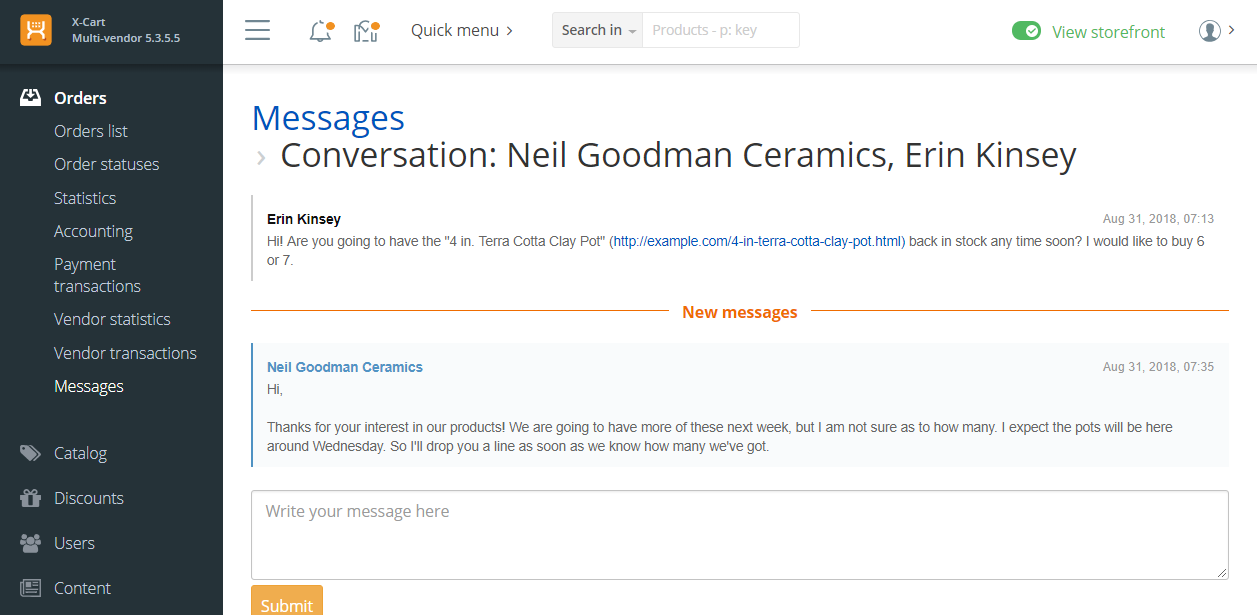 X-Cart
Multi-vendor 5.3.5.5
Quick menu
Search in
Products - p: key
View storefront
Orders
Orders list
Order statuses
Statistics
Accounting
Payment
transactions
Vendor statistics
Vendor transactions
Messages
Catalog
Discounts
Users
Content
Messages
Conversation: Neil Goodman Ceramics, Erin Kinsey
Erin Kinsey
Aug 31, 2018, 07:13
Hi! Are you going to have the "4 in. Terra Cotta Clay Pot" (http://example.com/4-in-terra-cotta-clay-pot.html) back in stock any time soon? I would like to buy 6
or 7.
New messages
Neil Goodman Ceramics
Aug 31, 2018, 07:35
Hi,
Thanks for your interest in our products! We are going to have more of these next week, but I am not sure as to how many. I expect the pots will be here
around Wednesday. So I'll drop you a line as soon as we know how many we've got.
Write your message here
Submit